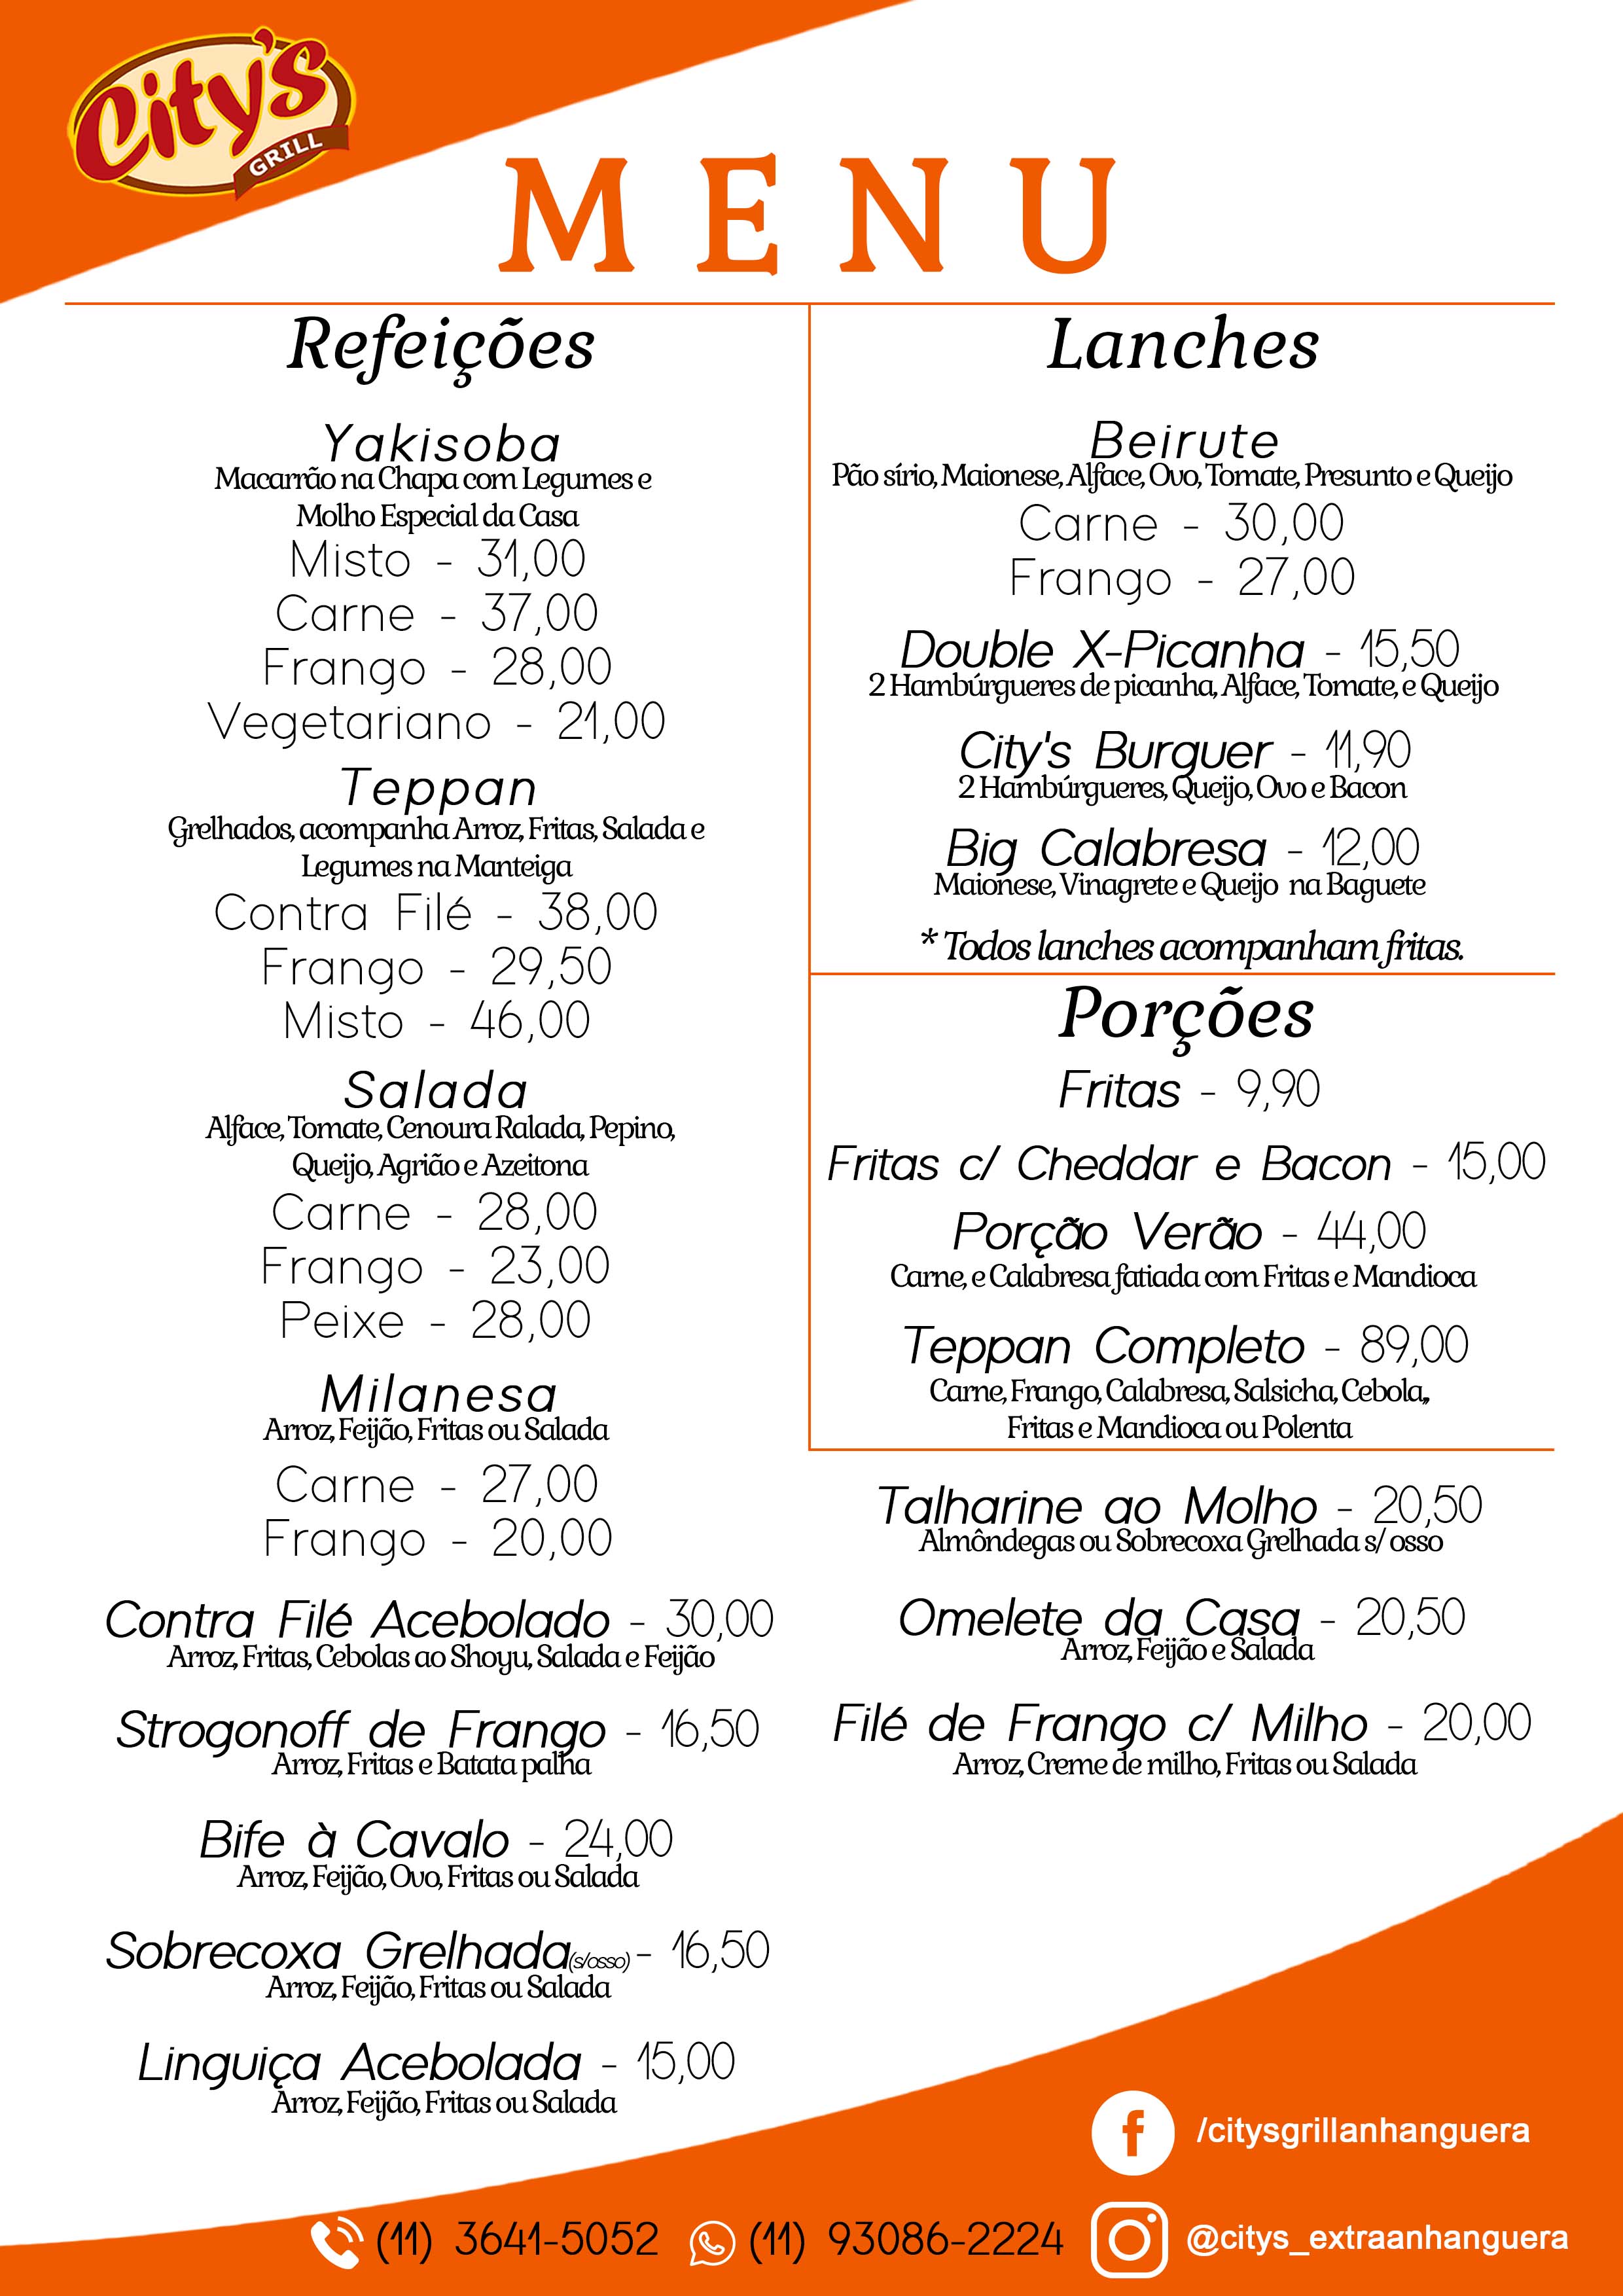 City's
GRILL
MENU
Refeições
Yakisoba
Macarrão na Chapa com Legumes e
Molho Especial da Casa
Misto - 31,00
Carne - 37,00
Frango - 28,00
Vegetariano - 21,00
Teppan
Grelhados, acompanha Arroz, Fritas, Salada e
Legumes na Manteiga
Contra Filé - 38,00
Frango - 29,50
Misto - 46,00
Salada
Alface, Tomate, Cenoura Ralada, Pepino,
Queijo, Agrião e Azeitona
Carne - 28,00
Frango - 23,00
Peixe - 28,00
Milanesa
Arroz, Feijão, Fritas ou Salada
Carne - 27,00
Frango - 20,00
Contra Filé Acebolado - 30,00
Arroz, Fritas, Cebolas ao Shoyu, Salada e Feijão
Strogonoff de Frango - 16,50
Arroz, Fritas e Batata palha
Bife à Cavalo - 24,00
Arroz, Feijão, Ovo, Fritas ou Salada
Sobrecoxa Grelhada(s/osso) - 16,50
Arroz, Feijão, Fritas ou Salada
Linguiça Acebolada - 15,00
Arroz, Feijão, Fritas ou Salada
Lanches
Beirute
Pão sírio, Maionese, Alface, Ovo, Tomate, Presunto e Queijo
Carne - 30,00
Frango - 27,00
Double X-Picanha - 15,50
2 Hambúrgueres de picanha, Alface, Tomate, e Queijo
City's Burguer - 11,90
2 Hambúrgueres, Queijo, Ovo e Bacon
Big Calabresa - 12,00
Maionese, Vinagrete e Queijo na Baguete
* Todos lanches acompanham fritas.
Porções
Fritas - 9,90
Fritas c/ Cheddar e Bacon - 15,00
Porção Verão - 44,00
Carne, e Calabresa fatiada com Fritas e Mandioca
Teppan Completo - 89,00
Carne, Frango, Calabresa, Salsicha, Cebola,,
Fritas e Mandioca ou Polenta
Talharine ao Molho - 20,50
Almôndegas ou Sobrecoxa Grelhada s/ osso
Omelete da Casa - 20,50
Arroz, Feijão e Salada
Filé de Frango c/ Milho - 20,00
Arroz, Creme de milho, Fritas ou Salada
/citysgrillanhanguera
(11) 3641-5052 (11) 93086-2224 @citys_extraanhanguera